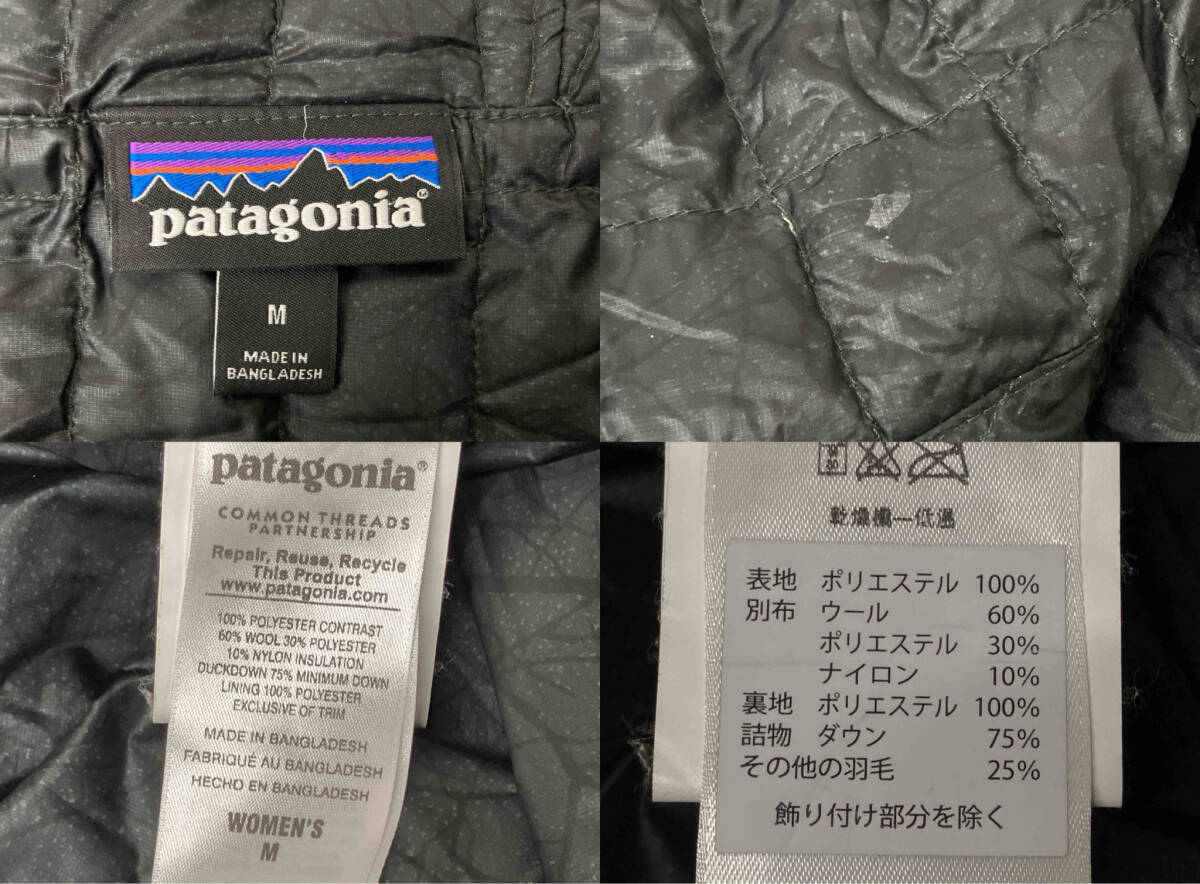 patagonia®
M
MADE IN
BANGLADESH
patagonia®
COMMON THREADS
PARTNERSHIP
Repair, Reuse, Recycle
This Product
www.patagonia.com
100% POLYESTER CONTRAST
60% WOOL 30% POLYESTER
10% NYLON INSULATION
DUCKDOWN 75% MINIMUM DOWN
LINING 100% POLYESTER
EXCLUSIVE OF TRIM
MADE IN BANGLADESH
FABRIQUÉ AU BANGLADESH
HECHO EN BANGLADESH
WOMEN'S
M
乾燥機—低温
表地 ポリエステル 100%
別布 ウール 60%
ポリエステル 30%
ナイロン 10%
裏地 ポリエステル 100%
詰物 ダウン 75%
その他の羽毛 25%
飾り付け部分を除く